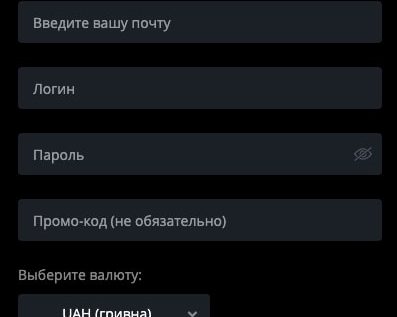 Введите вашу почту
Логин
Пароль
Промо-код (не обязательно)
Выберите валюту:
UAH (гривна)